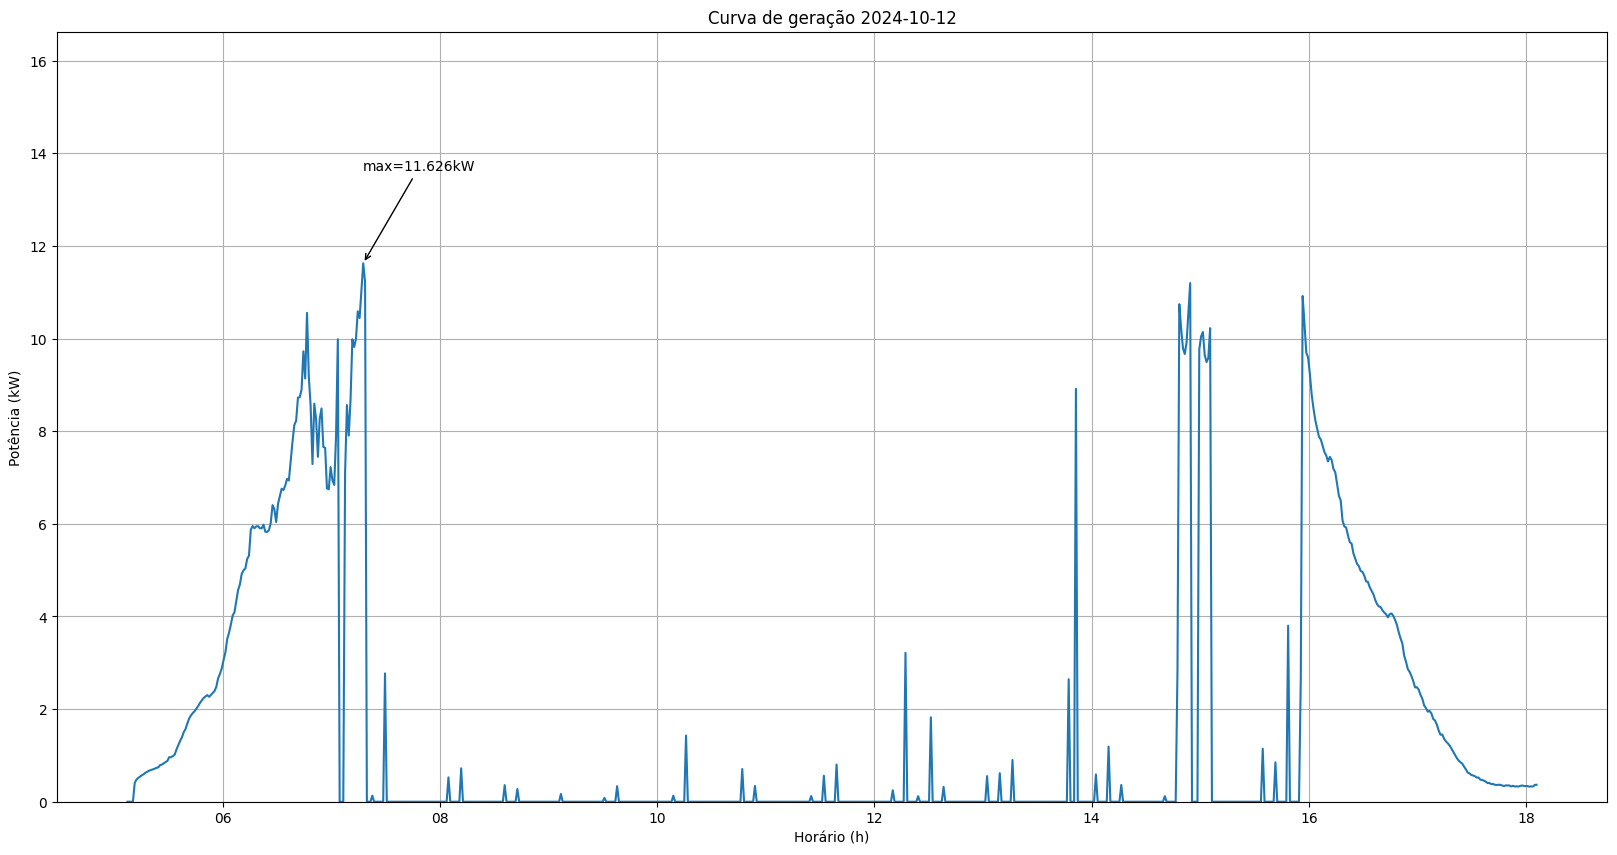 Curva de geração 2024-10-12
16
14
max=11.626kW
12
10
8
6
4
2
0
Potência (kW)
06 08 10 12 14 16 18
Horário (h)